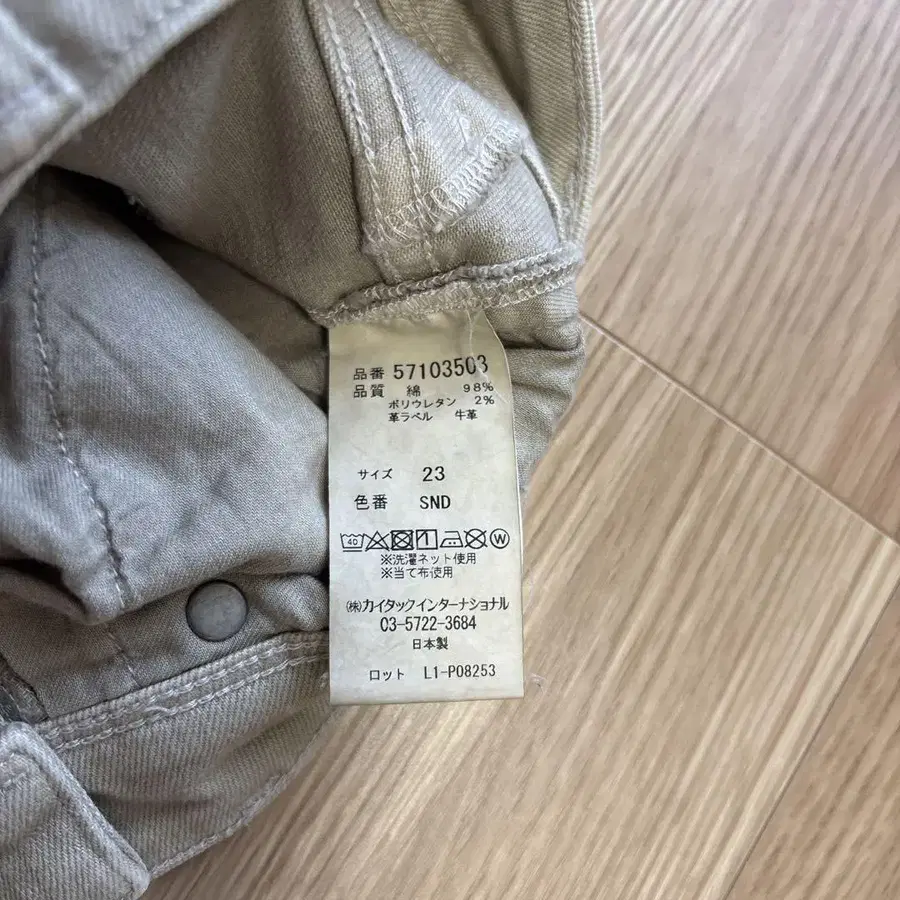 品番 57103503
品質 綿 98%
ポリウレタン 2%
革ラベル 牛革
サイズ 23
色番 SND
40 W
※洗濯ネット使用
※当て布使用
㈱カイタックインターナショナル
03-5722-3684
日本製
ロット L1-P08253